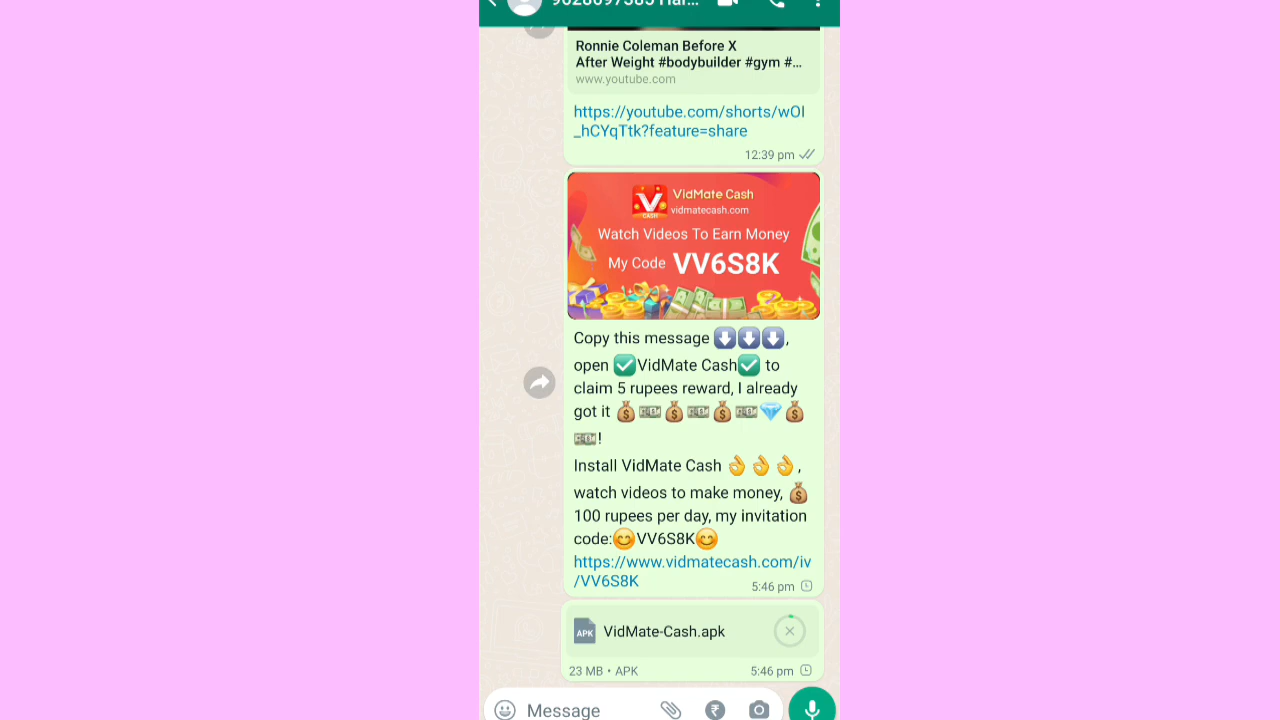 Ronnie Coleman Before X
After Weight #bodybuilder #gym #...
www.youtube.com
https://youtube.com/shorts/wOl
_hCYqTtk?feature=share
12:39 pm
VidMate Cash
vidmatecash.com
CASH
Watch Videos To Earn Money
My Code VV6S8K
Copy this message ⬇️⬇️⬇️,
open ✅VidMate Cash✅ to
claim 5 rupees reward, I already
got it 💰💵💰💵💰💵💎💰
💵!
Install VidMate Cash 👌👌👌,
watch videos to make money, 💰
100 rupees per day, my invitation
code:😊VV6S8K😊
https://www.vidmatecash.com/iv
/VV6S8K
5:46 pm
APK
VidMate-Cash.apk
23 MB • APK
5:46 pm
Message